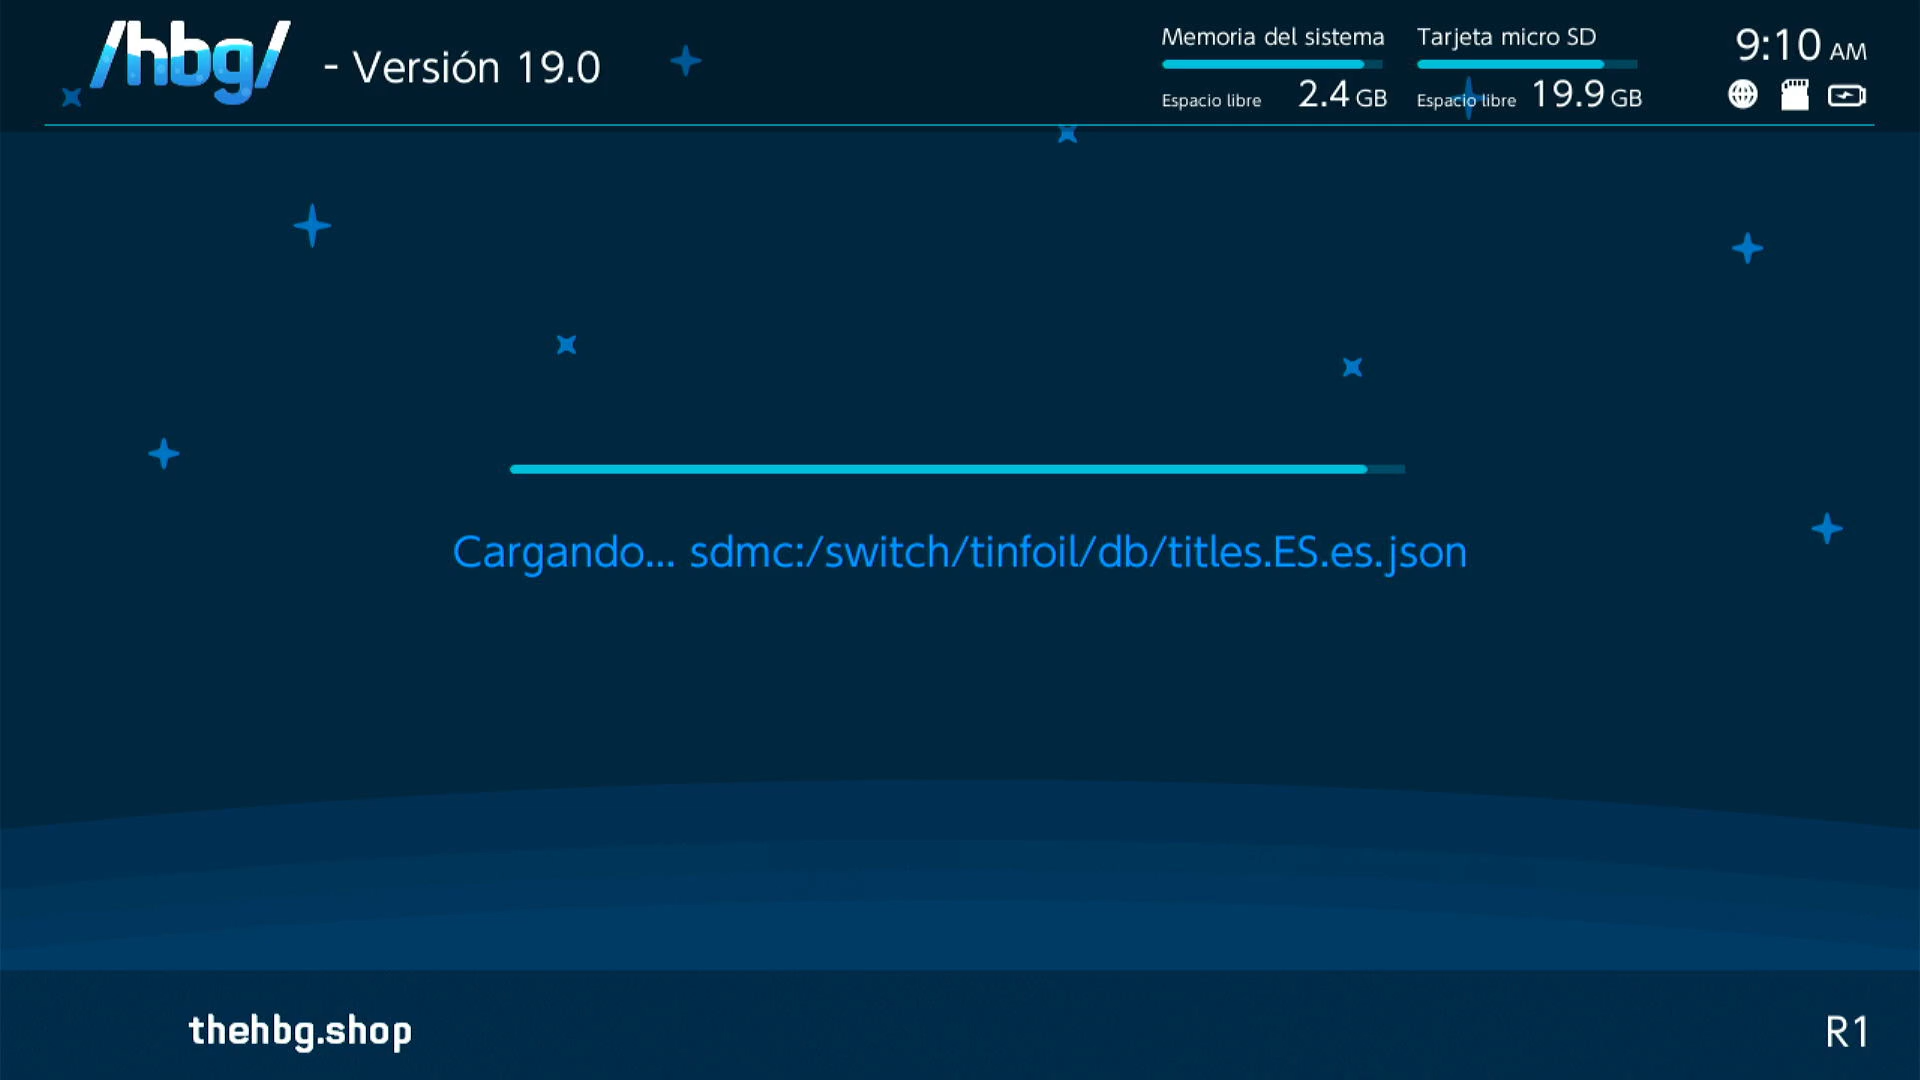 /hbg/ - Versión 19.0
Memoria del sistema
Espacio libre 2.4 GB
Tarjeta micro SD
Espacio libre 19.9 GB
9:10 AM
Cargando... sdmc:/switch/tinfoil/db/titles.ES.es.json
thehbg.shop
R1